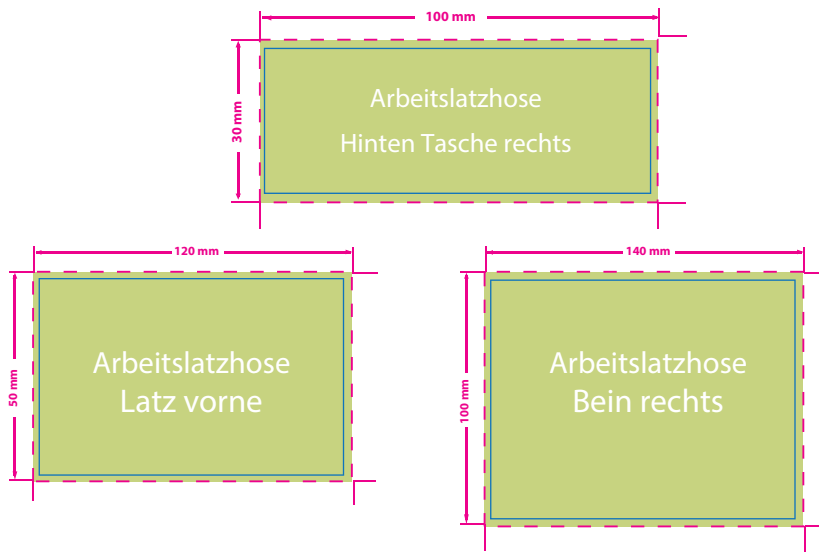 100 mm
30 mm
Arbeitslatzhose
Hinten Tasche rechts
120 mm
50 mm
Arbeitslatzhose
Latz vorne
140 mm
100 mm
Arbeitslatzhose
Bein rechts